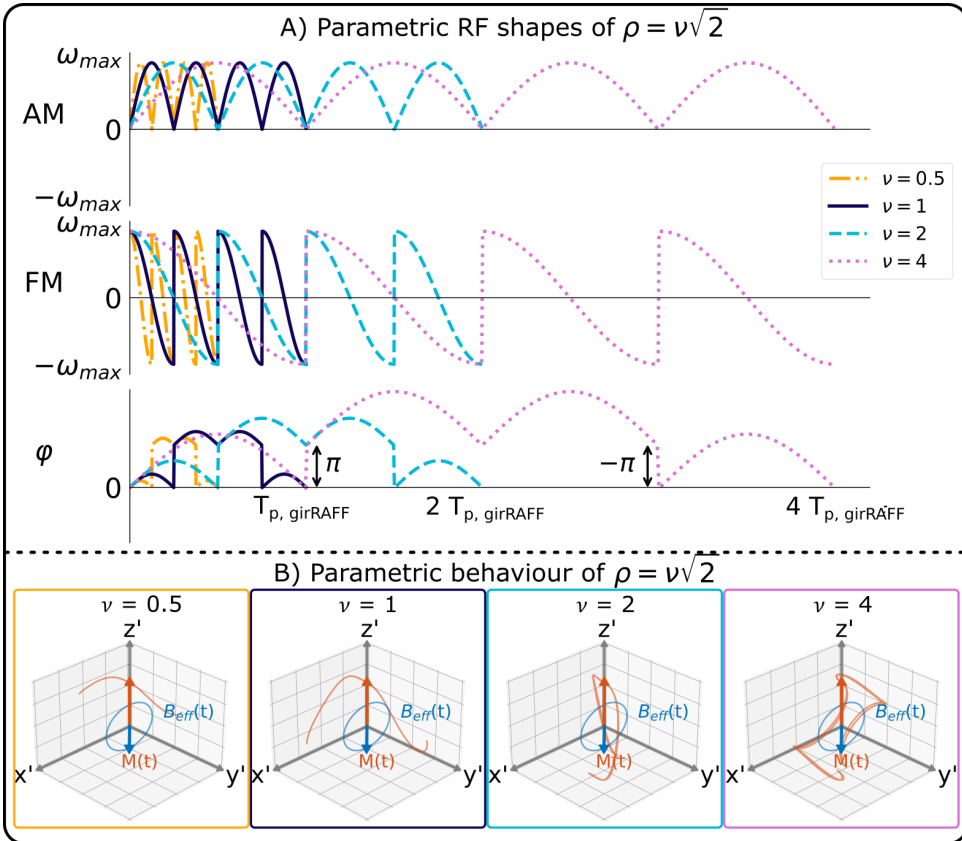 A) Parametric RF shapes of ρ = ν√2
ω_max
AM
0
−ω_max
ν = 0.5
ν = 1
ν = 2
ν = 4
ω_max
FM
0
−ω_max
φ
π
−π
0
T_p, girRAFF
2 T_p, girRAFF
4 T_p, girRAFF
B) Parametric behaviour of ρ = ν√2
ν = 0.5
z'
B_eff(t)
M(t)
x'
y'
ν = 1
z'
B_eff(t)
M(t)
x'
y'
ν = 2
z'
B_eff(t)
M(t)
x'
y'
ν = 4
z'
B_eff(t)
M(t)
x'
y'